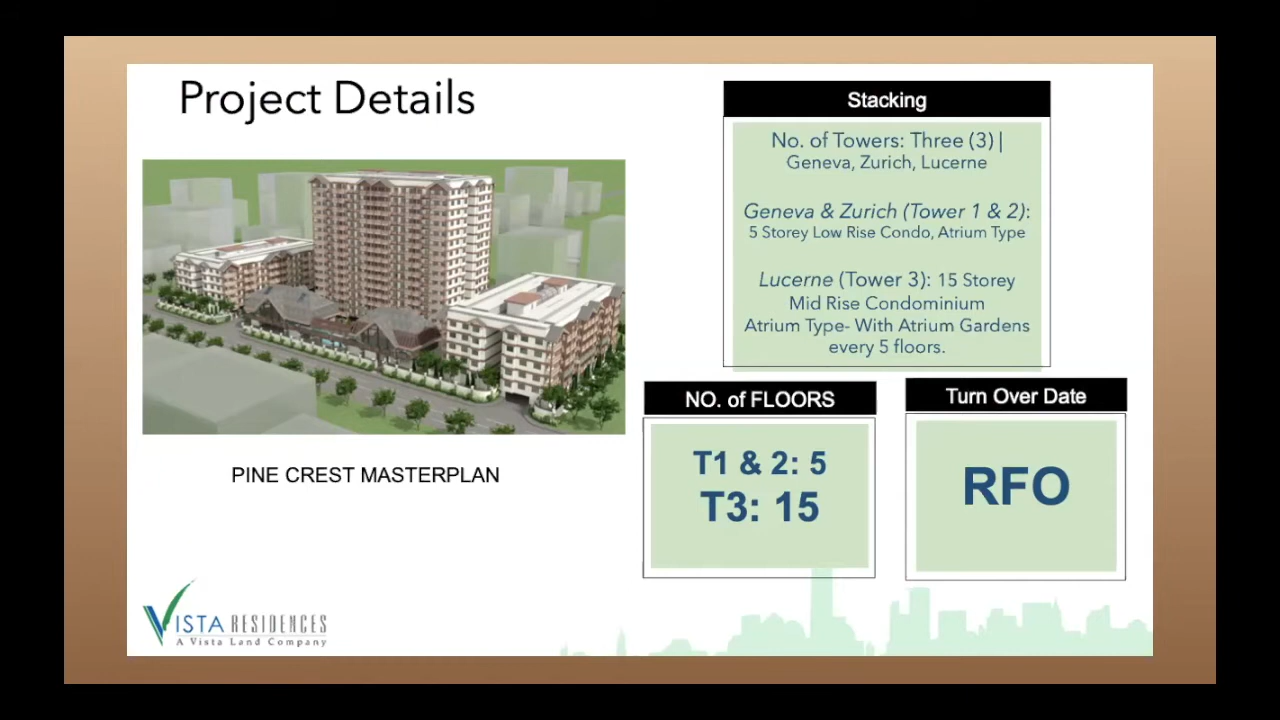 Project Details
Stacking
No. of Towers: Three (3) |
Geneva, Zurich, Lucerne
Geneva & Zurich (Tower 1 & 2):
5 Storey Low Rise Condo, Atrium Type
Lucerne (Tower 3): 15 Storey
Mid Rise Condominium
Atrium Type- With Atrium Gardens
every 5 floors.
NO. of FLOORS
T1 & 2: 5
T3: 15
Turn Over Date
RFO
PINE CREST MASTERPLAN
VISTA RESIDENCES
A Vista Land Company